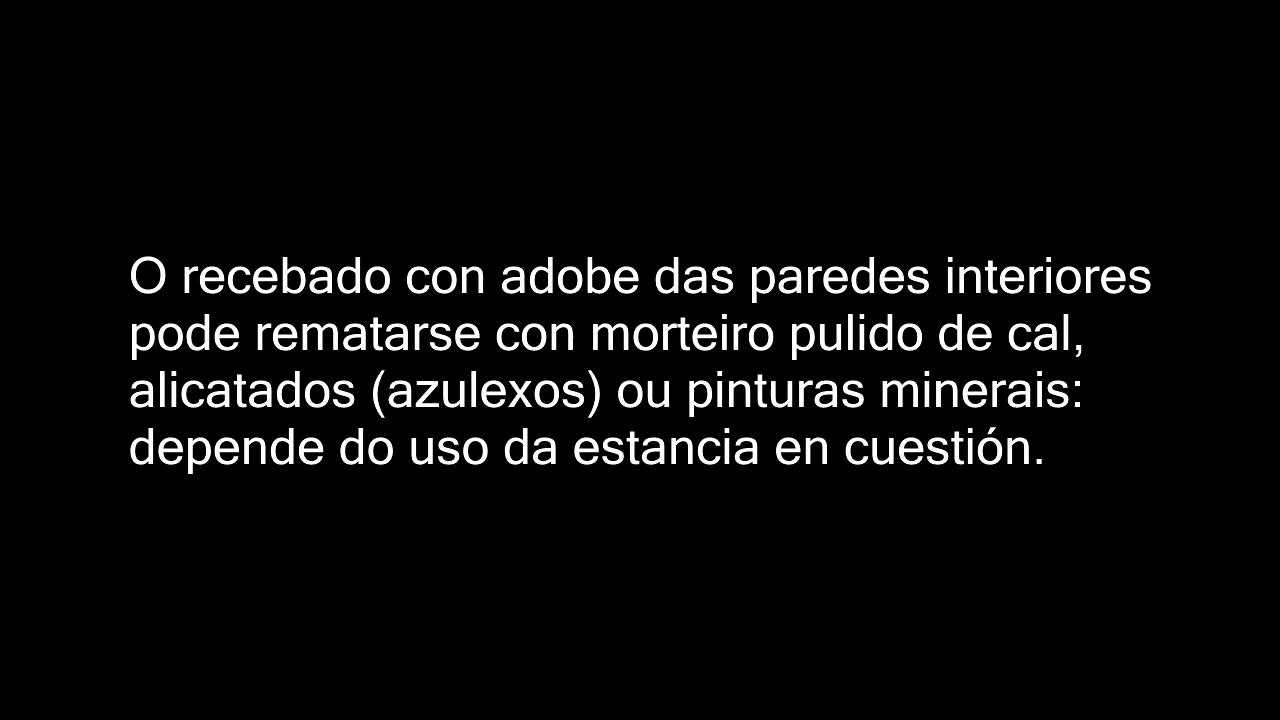 O recebado con adobe das paredes interiores
pode rematarse con morteiro pulido de cal,
alicatados (azulexos) ou pinturas minerais:
depende do uso da estancia en cuestión.